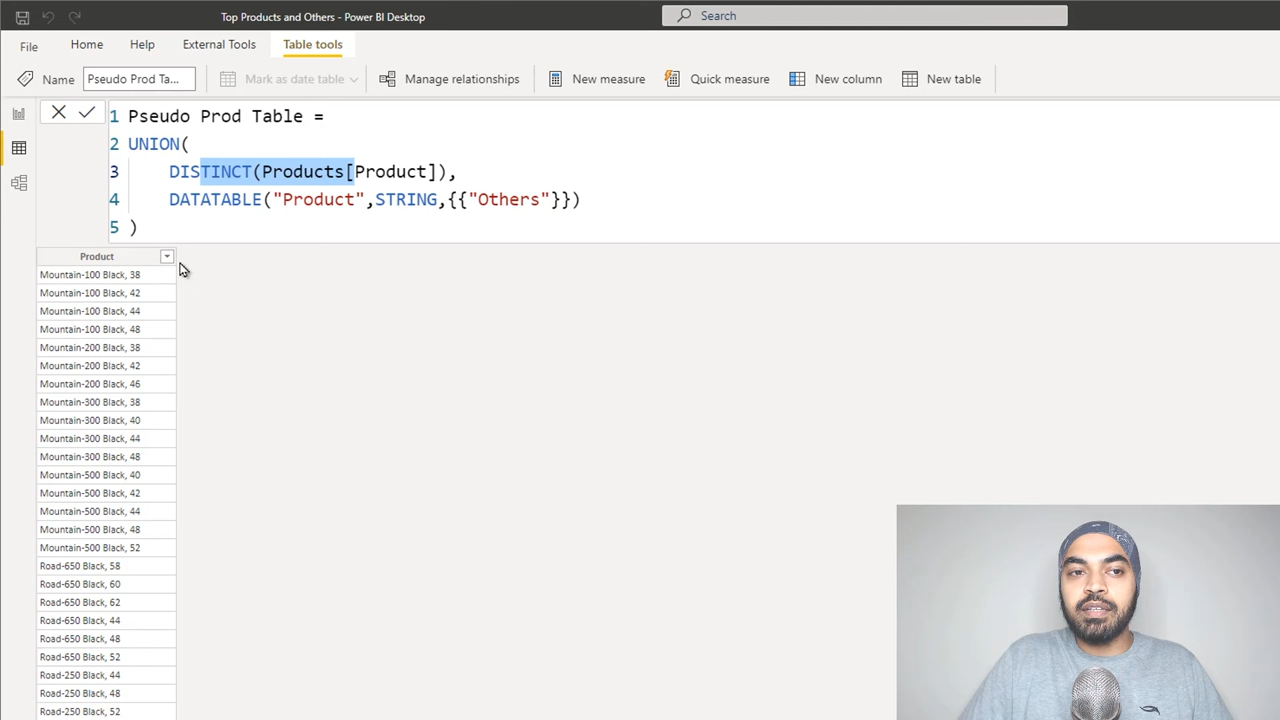 Top Products and Others - Power BI Desktop
Search
File
Home
Help
External Tools
Table tools
Name
Pseudo Prod Ta...
Mark as date table
Manage relationships
New measure
Quick measure
New column
New table
1 Pseudo Prod Table =
2 UNION(
3 DISTINCT(Products[Product]),
4 DATATABLE("Product",STRING,{{"Others"}})
5 )
Product
Mountain-100 Black, 38
Mountain-100 Black, 42
Mountain-100 Black, 44
Mountain-100 Black, 48
Mountain-200 Black, 38
Mountain-200 Black, 42
Mountain-200 Black, 46
Mountain-300 Black, 38
Mountain-300 Black, 40
Mountain-300 Black, 44
Mountain-300 Black, 48
Mountain-500 Black, 40
Mountain-500 Black, 42
Mountain-500 Black, 44
Mountain-500 Black, 48
Mountain-500 Black, 52
Road-650 Black, 58
Road-650 Black, 60
Road-650 Black, 62
Road-650 Black, 44
Road-650 Black, 48
Road-650 Black, 52
Road-250 Black, 44
Road-250 Black, 48
Road-250 Black, 52